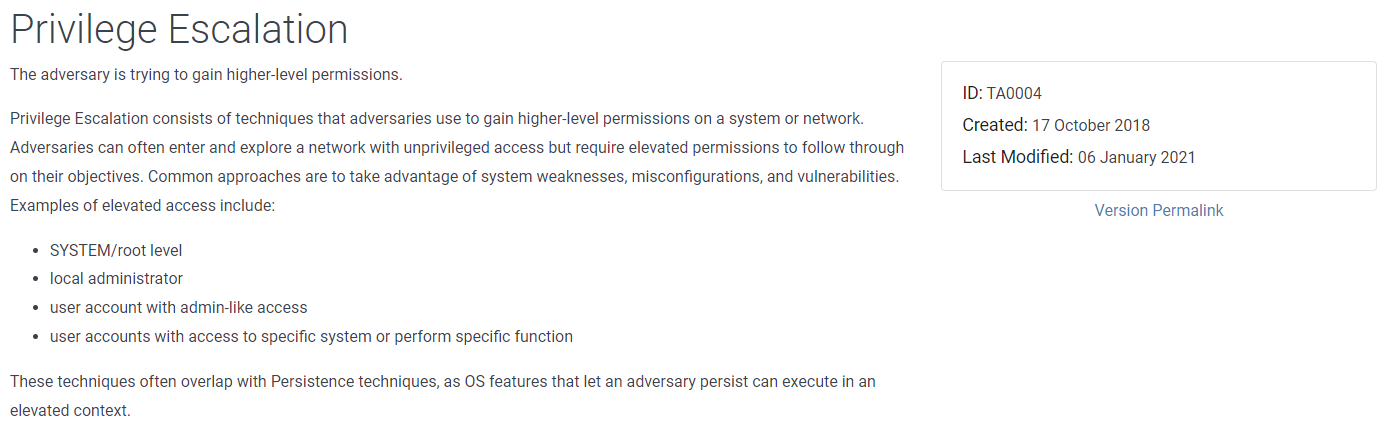 Privilege Escalation
The adversary is trying to gain higher-level permissions.
Privilege Escalation consists of techniques that adversaries use to gain higher-level permissions on a system or network.
Adversaries can often enter and explore a network with unprivileged access but require elevated permissions to follow through
on their objectives. Common approaches are to take advantage of system weaknesses, misconfigurations, and vulnerabilities.
Examples of elevated access include:
• SYSTEM/root level
• local administrator
• user account with admin-like access
• user accounts with access to specific system or perform specific function
These techniques often overlap with Persistence techniques, as OS features that let an adversary persist can execute in an
elevated context.
ID: TA0004
Created: 17 October 2018
Last Modified: 06 January 2021
Version Permalink